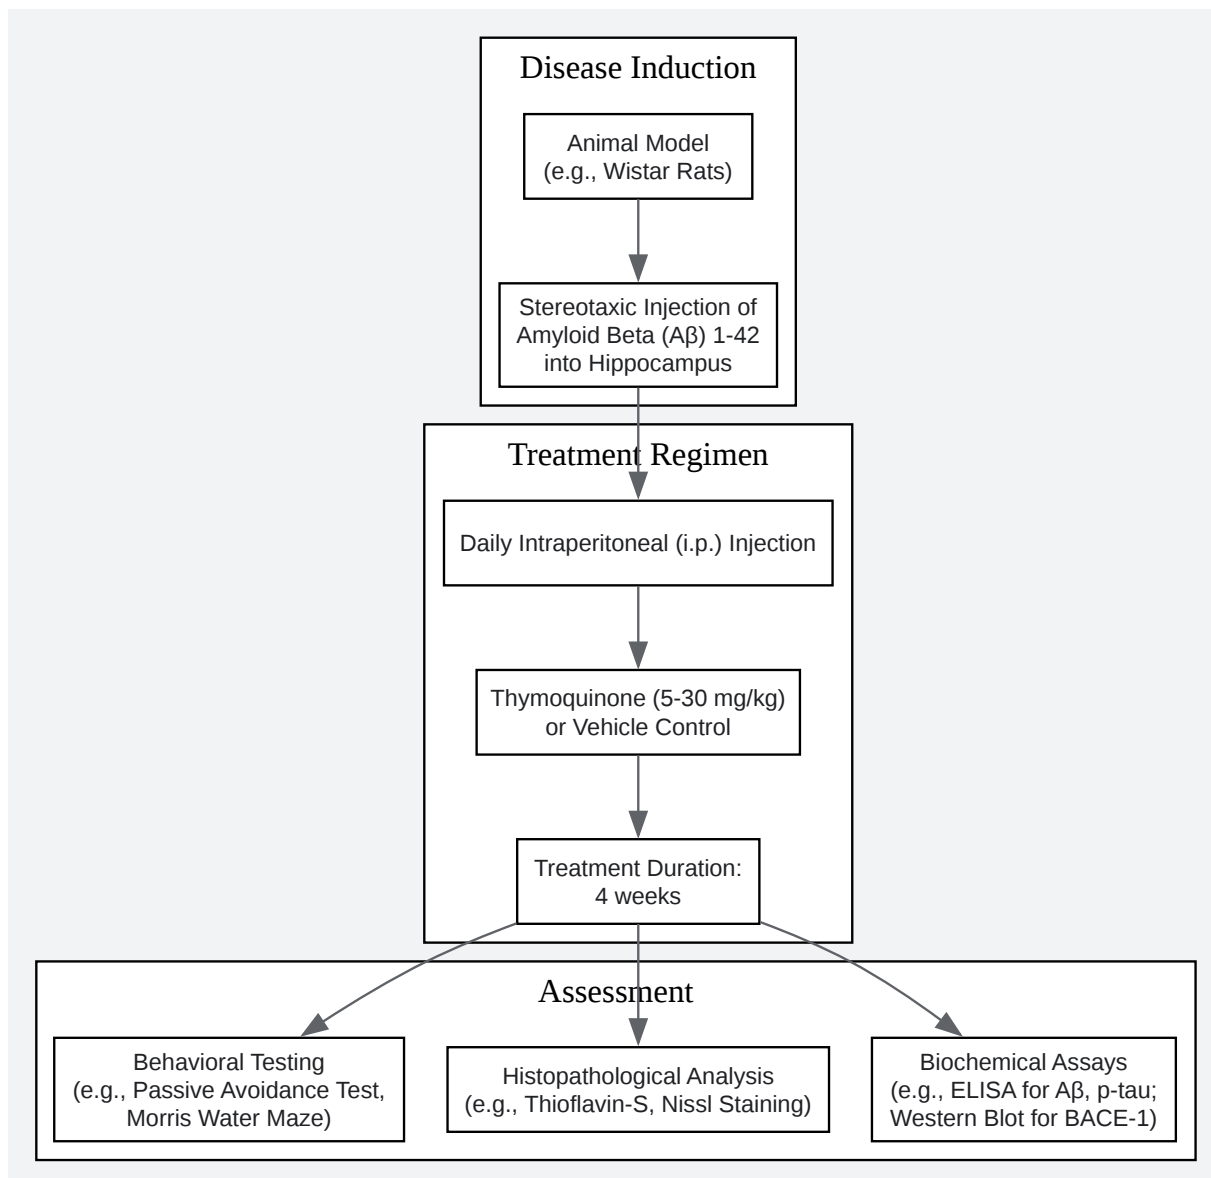 Disease Induction
Animal Model
(e.g., Wistar Rats)
Stereotaxic Injection of
Amyloid Beta (Aβ) 1-42
into Hippocampus
Treatment Regimen
Daily Intraperitoneal (i.p.) Injection
Thymoquinone (5-30 mg/kg)
or Vehicle Control
Treatment Duration:
4 weeks
Assessment
Behavioral Testing
(e.g., Passive Avoidance Test,
Morris Water Maze)
Histopathological Analysis
(e.g., Thioflavin-S, Nissl Staining)
Biochemical Assays
(e.g., ELISA for Aβ, p-tau;
Western Blot for BACE-1)